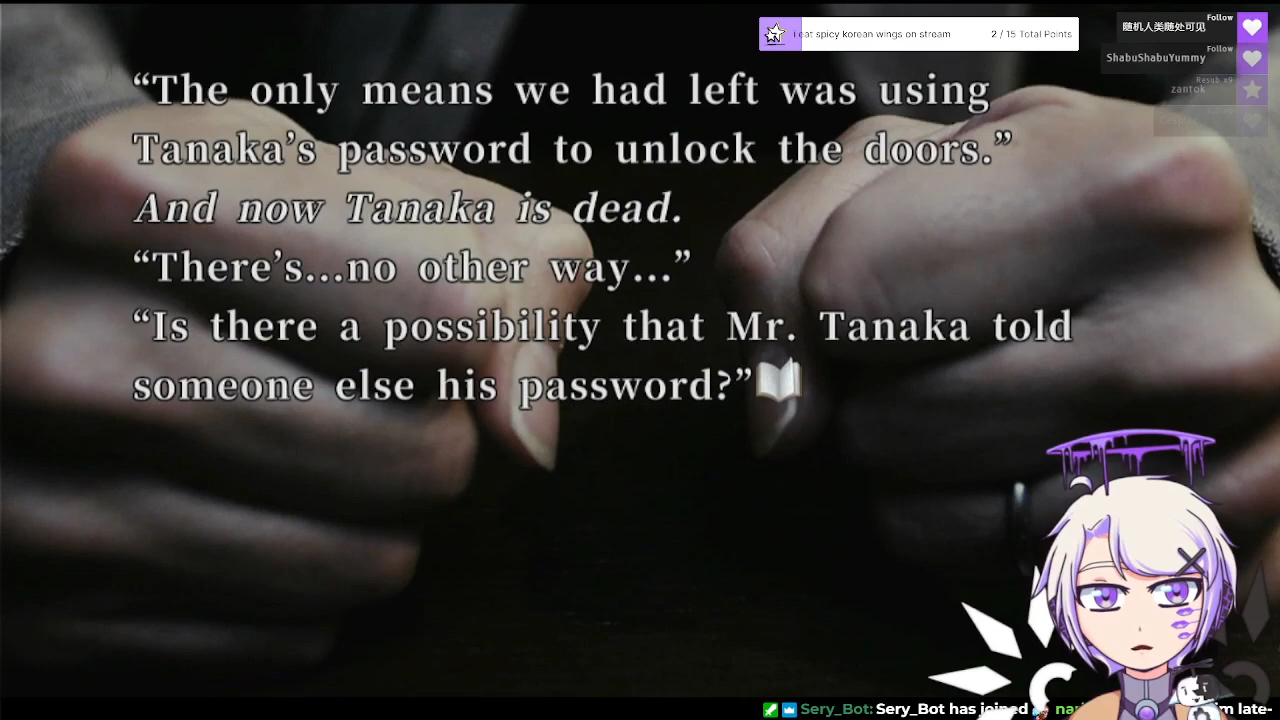 i eat spicy korean wings on stream 2 / 15 Total Points
Follow
随机人类随处可见
Follow
ShabuShabuYummy
Resub x9
zantok
“The only means we had left was using
Tanaka’s password to unlock the doors.”
And now Tanaka is dead.
“There’s...no other way...”
“Is there a possibility that Mr. Tanaka told
someone else his password?”
Sery_Bot: Sery_Bot has joined
late-